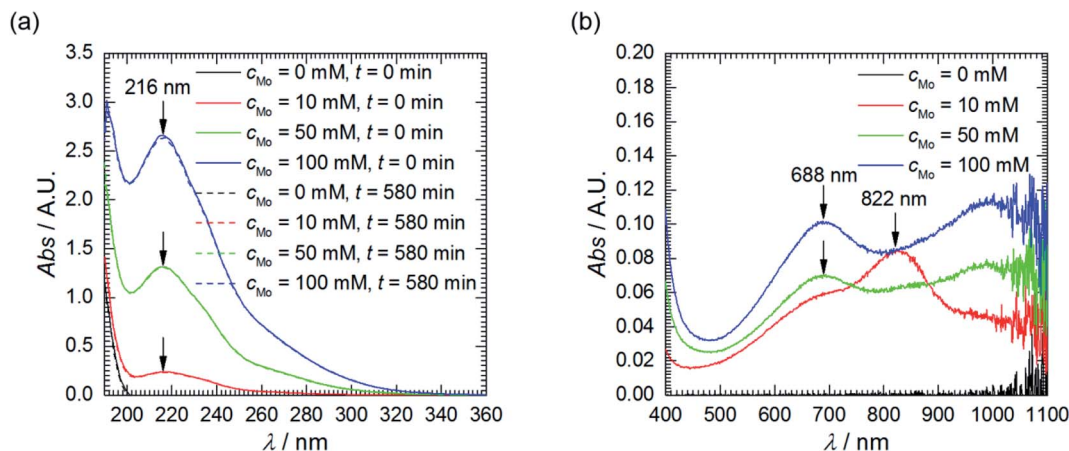 (a)
(b)
3.5
3.0
2.5
2.0
1.5
1.0
0.5
0.0
Abs / A.U.
216 nm
c_Mo = 0 mM, t = 0 min
c_Mo = 10 mM, t = 0 min
c_Mo = 50 mM, t = 0 min
c_Mo = 100 mM, t = 0 min
c_Mo = 0 mM, t = 580 min
c_Mo = 10 mM, t = 580 min
c_Mo = 50 mM, t = 580 min
c_Mo = 100 mM, t = 580 min
200 220 240 260 280 300 320 340 360
λ / nm
0.20
0.18
0.16
0.14
0.12
0.10
0.08
0.06
0.04
0.02
0.00
Abs / A.U.
c_Mo = 0 mM
c_Mo = 10 mM
c_Mo = 50 mM
c_Mo = 100 mM
688 nm
822 nm
400 500 600 700 800 900 1000 1100
λ / nm